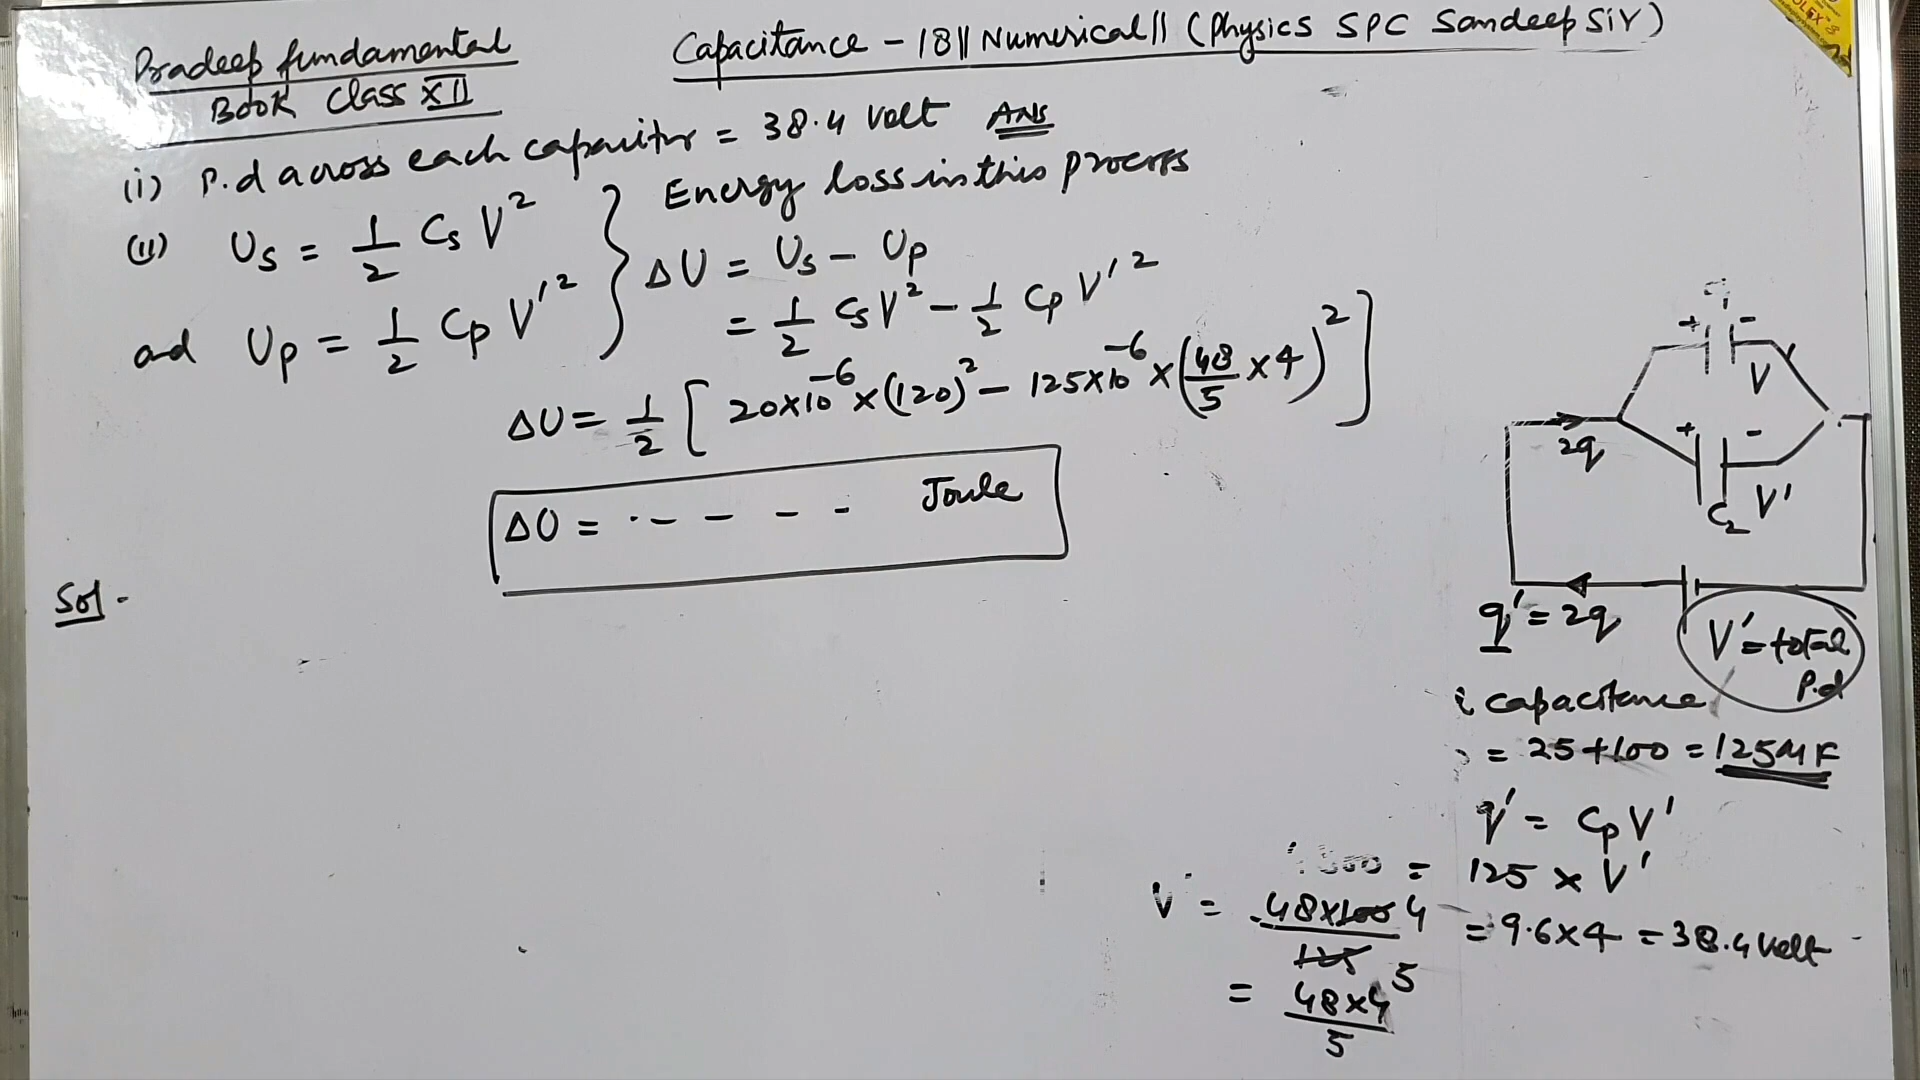 Pradeep fundamental
Book Class XII
Capacitance - 18 || Numerical || (Physics SPC Sandeep Sir)
(i) P.d across each capacitor = 38.4 volt Ans
(ii) Us = 1/2 Cs V²
and Up = 1/2 Cp V'²
Energy loss in this process
ΔU = Us - Up
= 1/2 Cs V² - 1/2 Cp V'²
ΔU = 1/2 [ 20×10⁻⁶ × (120)² - 125×10⁻⁶ × (48/5 × 4)² ]
ΔU = . - - - - Joule
Sol -
+ -
V
+ -
C₂ V'
2q
q' = 2q
V' = total
P.d
capacitance
= 25 + 100 = 125 μF
q' = Cp V'
= 125 × V'
V = 48×100 4 / 125 5 = 9.6 × 4 = 38.4 volt
= 48×4 / 5